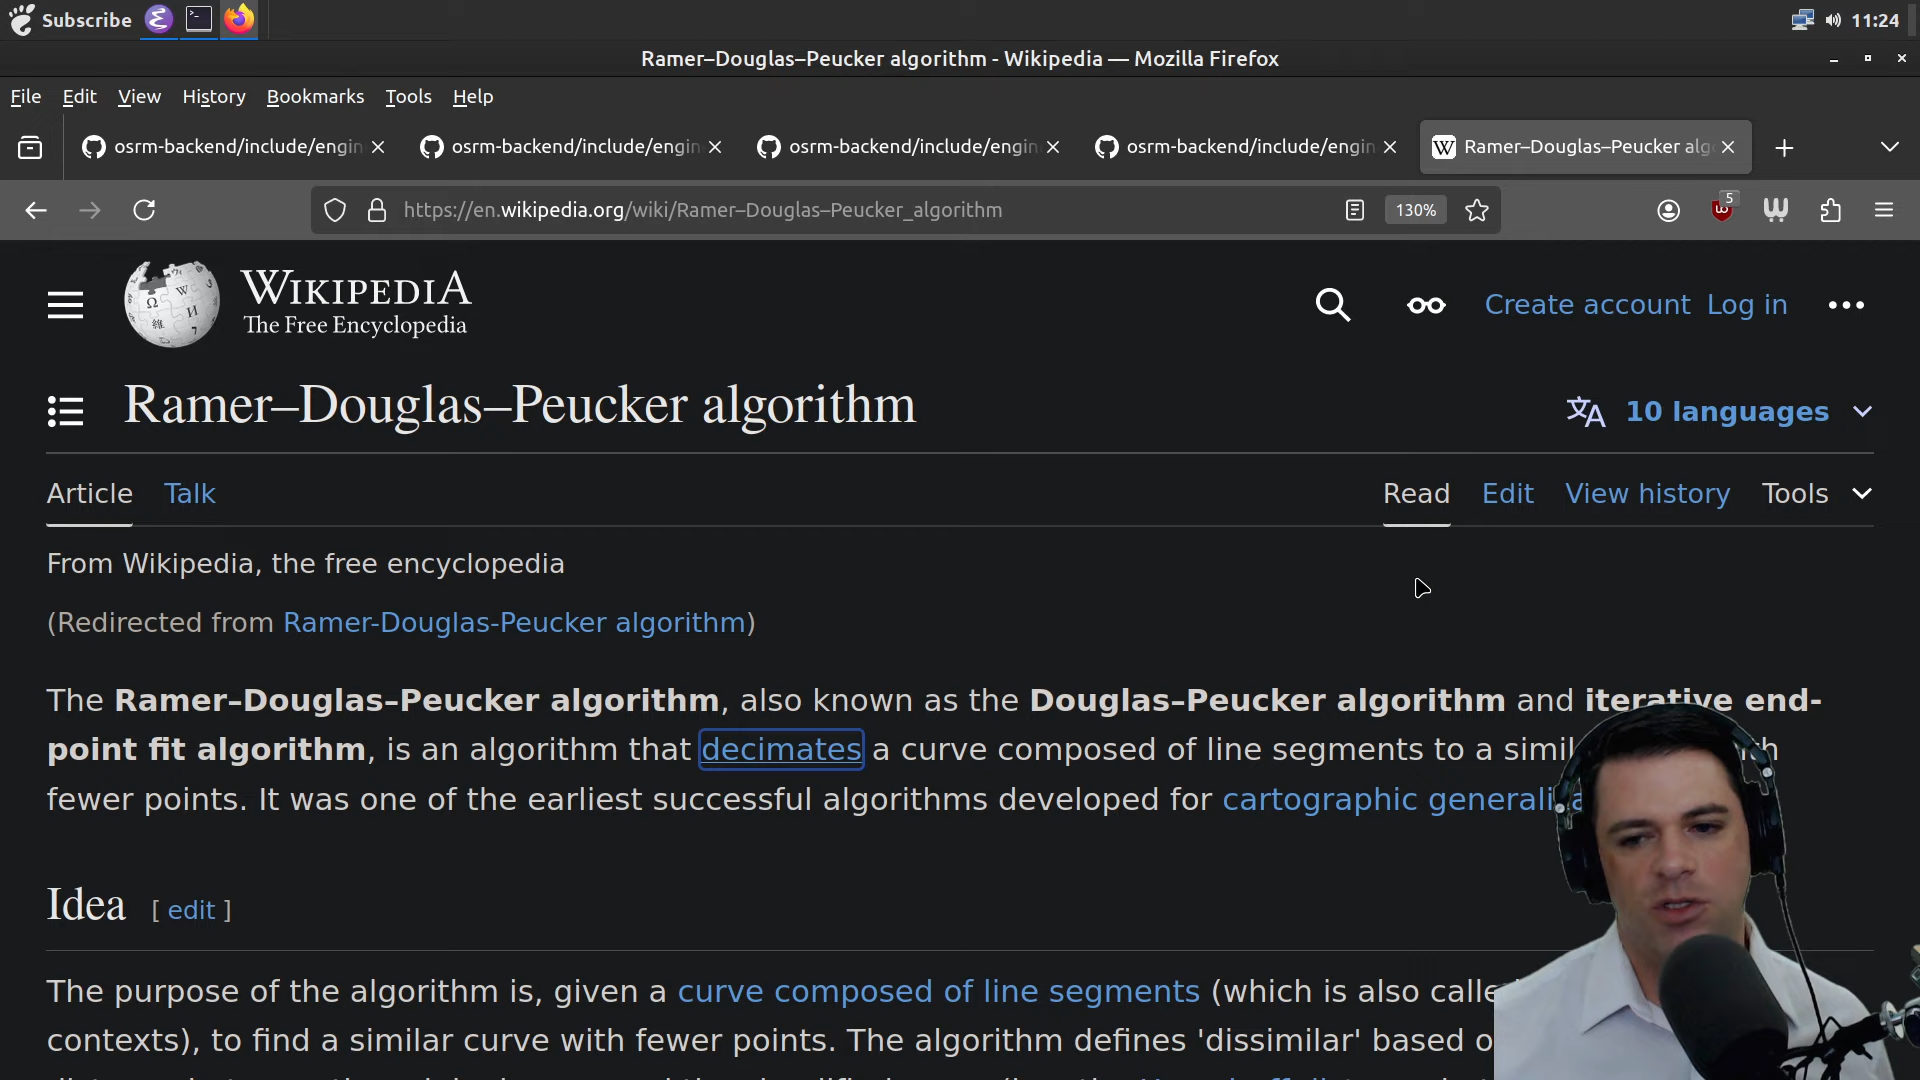 Subscribe
11:24
Ramer–Douglas–Peucker algorithm - Wikipedia — Mozilla Firefox
File Edit View History Bookmarks Tools Help
osrm-backend/include/engin
osrm-backend/include/engin
osrm-backend/include/engin
osrm-backend/include/engin
Ramer–Douglas–Peucker alg
https://en.wikipedia.org/wiki/Ramer–Douglas–Peucker_algorithm
130%
5
WIKIPEDIA
The Free Encyclopedia
Create account Log in
Ramer–Douglas–Peucker algorithm
10 languages
Article Talk
Read Edit View history Tools
From Wikipedia, the free encyclopedia
(Redirected from Ramer-Douglas-Peucker algorithm)
The Ramer–Douglas–Peucker algorithm, also known as the Douglas–Peucker algorithm and iterative end-
point fit algorithm, is an algorithm that decimates a curve composed of line segments to a simil
fewer points. It was one of the earliest successful algorithms developed for cartographic generali
Idea [ edit ]
The purpose of the algorithm is, given a curve composed of line segments (which is also calle
contexts), to find a similar curve with fewer points. The algorithm defines 'dissimilar' based o